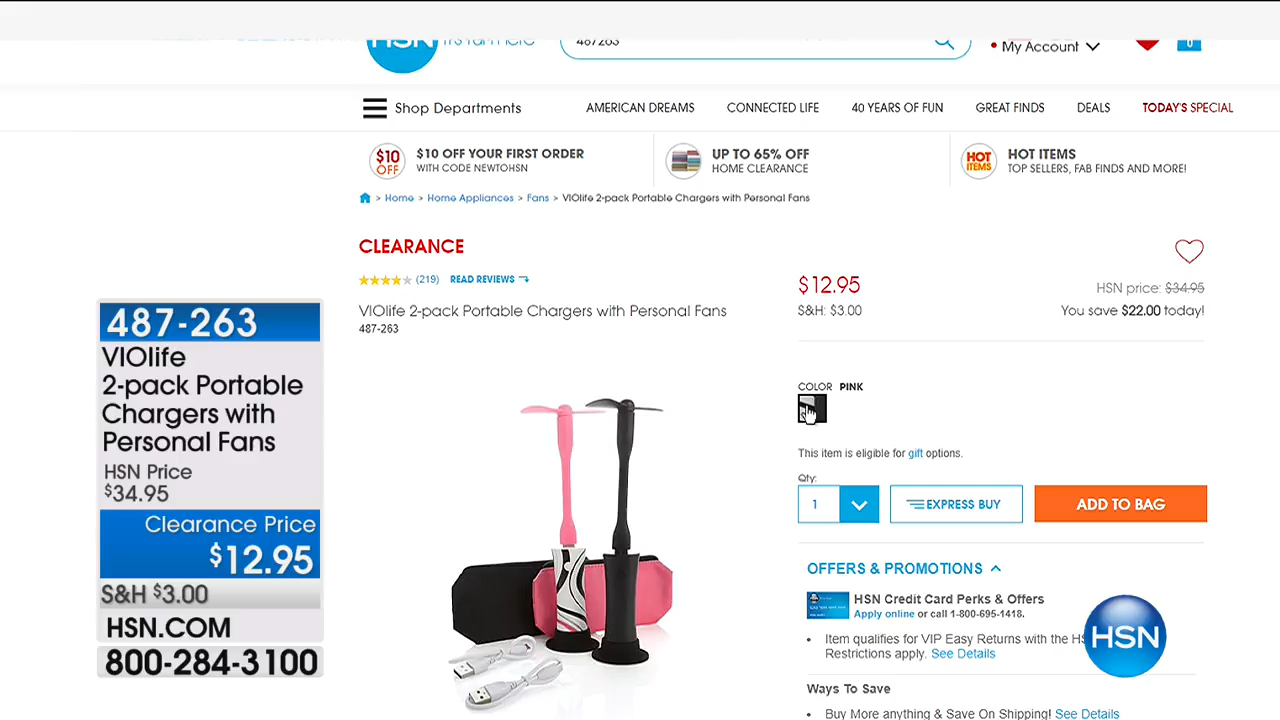 HSN it's fun here
487263
My Account
0
Shop Departments
AMERICAN DREAMS
CONNECTED LIFE
40 YEARS OF FUN
GREAT FINDS
DEALS
TODAY'S SPECIAL
$10 OFF
$10 OFF YOUR FIRST ORDER
WITH CODE NEWTOHSN
UP TO 65% OFF
HOME CLEARANCE
HOT ITEMS
HOT ITEMS
TOP SELLERS, FAB FINDS AND MORE!
> Home > Home Appliances > Fans > VIOlife 2-pack Portable Chargers with Personal Fans
CLEARANCE
(219) READ REVIEWS
VIOlife 2-pack Portable Chargers with Personal Fans
487-263
$12.95
HSN price: $34.95
S&H: $3.00
You save $22.00 today!
COLOR PINK
This item is eligible for gift options.
Qty:
1
EXPRESS BUY
ADD TO BAG
OFFERS & PROMOTIONS
HSN Credit Card Perks & Offers
Apply online or call 1-800-695-1418.
• Item qualifies for VIP Easy Returns with the HS
Restrictions apply. See Details
Ways To Save
• Buy More anything & Save On Shipping! See Details
487-263
VIOlife
2-pack Portable
Chargers with
Personal Fans
HSN Price
$34.95
Clearance Price
$12.95
S&H $3.00
HSN.COM
800-284-3100
HSN